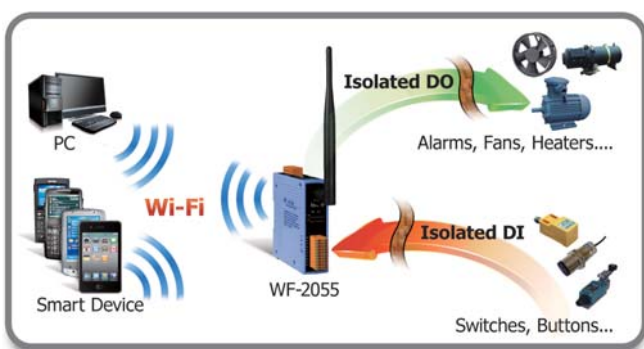 PC
Smart Device
Wi-Fi
WF-2055
Isolated DO
Alarms, Fans, Heaters....
Isolated DI
Switches, Buttons...